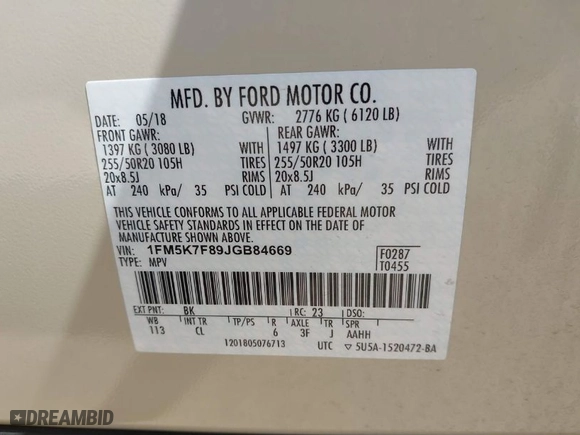 MFD. BY FORD MOTOR CO.
DATE: 05/18 GVWR: 2776 KG ( 6120 LB)
FRONT GAWR: REAR GAWR:
1397 KG ( 3080 LB) WITH 1497 KG ( 3300 LB) WITH
255/50R20 105H TIRES 255/50R20 105H TIRES
20x8.5J RIMS 20x8.5J RIMS
AT 240 kPa/ 35 PSI COLD AT 240 kPa/ 35 PSI COLD
THIS VEHICLE CONFORMS TO ALL APPLICABLE FEDERAL MOTOR
VEHICLE SAFETY STANDARDS IN EFFECT ON THE DATE OF
MANUFACTURE SHOWN ABOVE.
VIN: 1FM5K7F89JGB84669 F0287
TYPE: MPV T0455
EXT PNT: BK RC: 23 DSO:
WB INT TR TP/PS R AXLE TR SPR
113 CL 6 3F J AAHH
1201805076713 UTC ▽ 5U5A-1520472-BA
DREAMBID